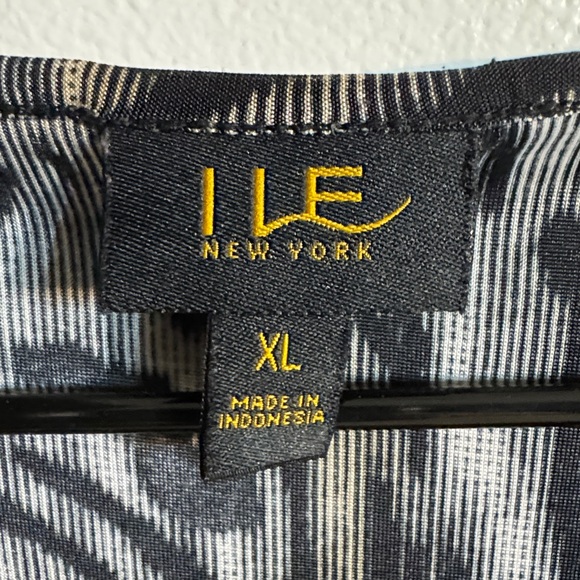 ILE
NEW YORK
XL
MADE IN
INDONESIA